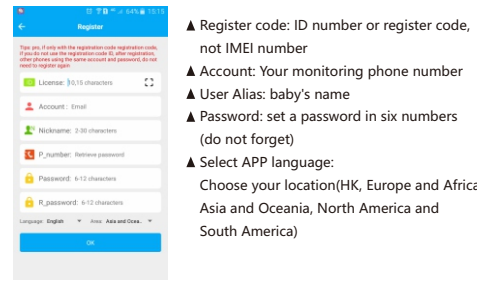 64% 15:15
Register
Tips: pro, if only with the registration code registration code,
if you do not use the registration code ID, after registration,
other phones using the same account and password, do not
need to register again
License: 10,15 characters
Account: Email
Nickname: 2-30 characters
P_number: Retrieve password
Password: 6-12 characters
R_password: 6-12 characters
Language: English Area: Asia and Ocea..
OK
▲ Register code: ID number or register code,
not IMEI number
▲ Account: Your monitoring phone number
▲ User Alias: baby's name
▲ Password: set a password in six numbers
(do not forget)
▲ Select APP language:
Choose your location(HK, Europe and Africa
Asia and Oceania, North America and
South America)